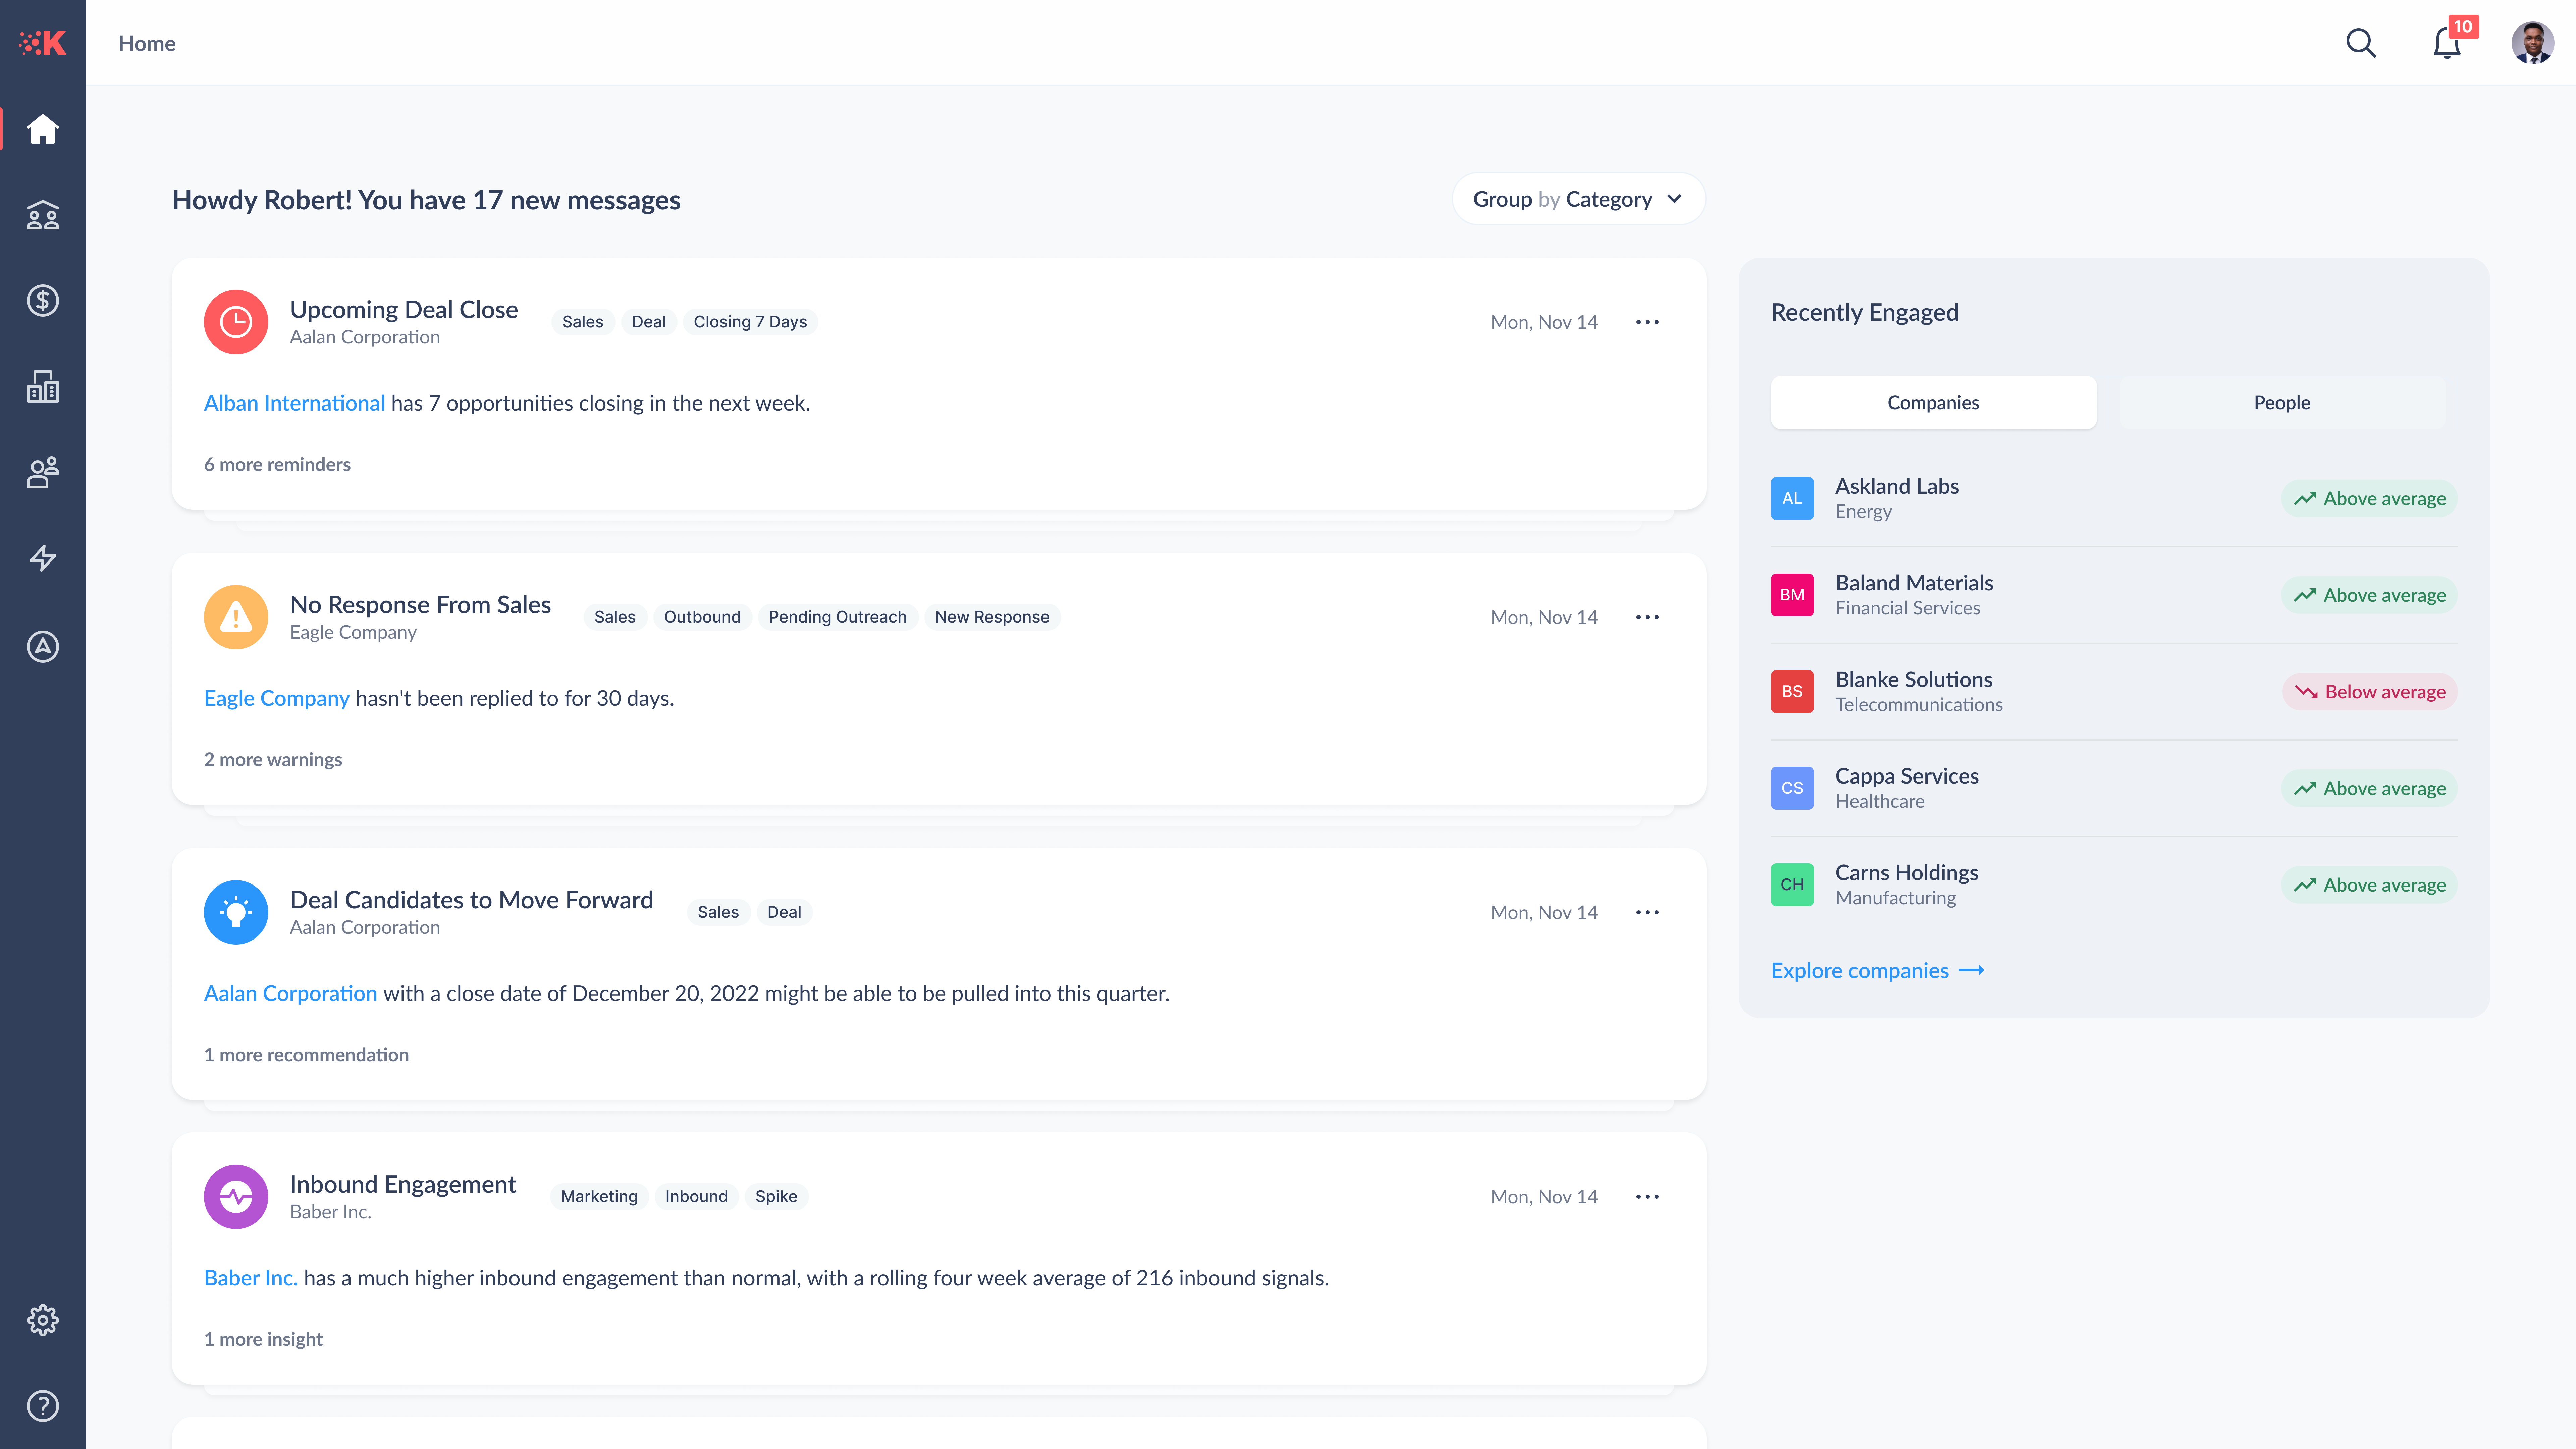 K
Home
10
Howdy Robert! You have 17 new messages
Group by Category
Upcoming Deal Close
Aalan Corporation
Sales
Deal
Closing 7 Days
Mon, Nov 14
Alban International has 7 opportunities closing in the next week.
6 more reminders
No Response From Sales
Eagle Company
Sales
Outbound
Pending Outreach
New Response
Mon, Nov 14
Eagle Company hasn't been replied to for 30 days.
2 more warnings
Deal Candidates to Move Forward
Aalan Corporation
Sales
Deal
Mon, Nov 14
Aalan Corporation with a close date of December 20, 2022 might be able to be pulled into this quarter.
1 more recommendation
Inbound Engagement
Baber Inc.
Marketing
Inbound
Spike
Mon, Nov 14
Baber Inc. has a much higher inbound engagement than normal, with a rolling four week average of 216 inbound signals.
1 more insight
Recently Engaged
Companies
People
AL
Askland Labs
Energy
Above average
BM
Baland Materials
Financial Services
Above average
BS
Blanke Solutions
Telecommunications
Below average
CS
Cappa Services
Healthcare
Above average
CH
Carns Holdings
Manufacturing
Above average
Explore companies